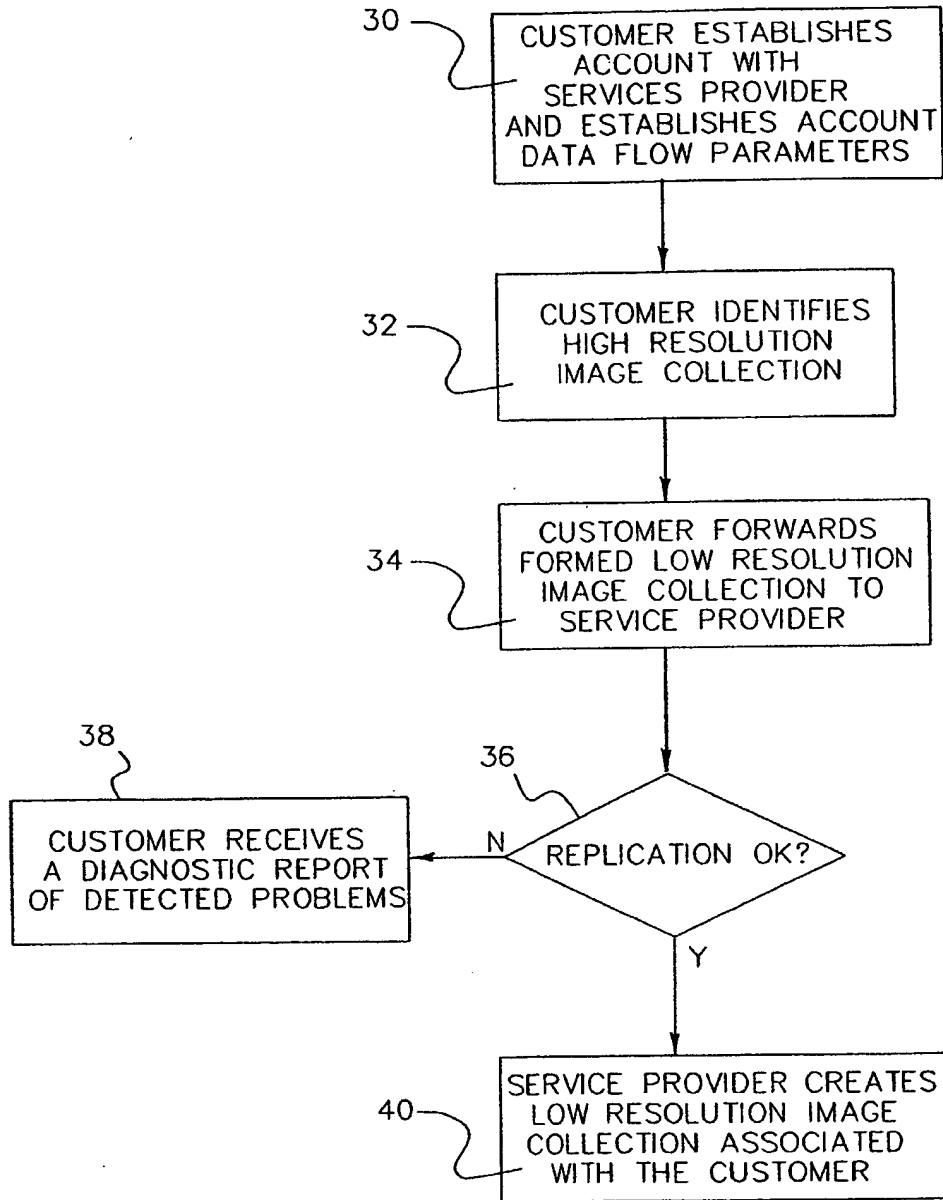 30
CUSTOMER ESTABLISHES
ACCOUNT WITH
SERVICES PROVIDER
AND ESTABLISHES ACCOUNT
DATA FLOW PARAMETERS
32
CUSTOMER IDENTIFIES
HIGH RESOLUTION
IMAGE COLLECTION
34
CUSTOMER FORWARDS
FORMED LOW RESOLUTION
IMAGE COLLECTION TO
SERVICE PROVIDER
36
REPLICATION OK?
N
38
CUSTOMER RECEIVES
A DIAGNOSTIC REPORT
OF DETECTED PROBLEMS
Y
40
SERVICE PROVIDER CREATES
LOW RESOLUTION IMAGE
COLLECTION ASSOCIATED
WITH THE CUSTOMER